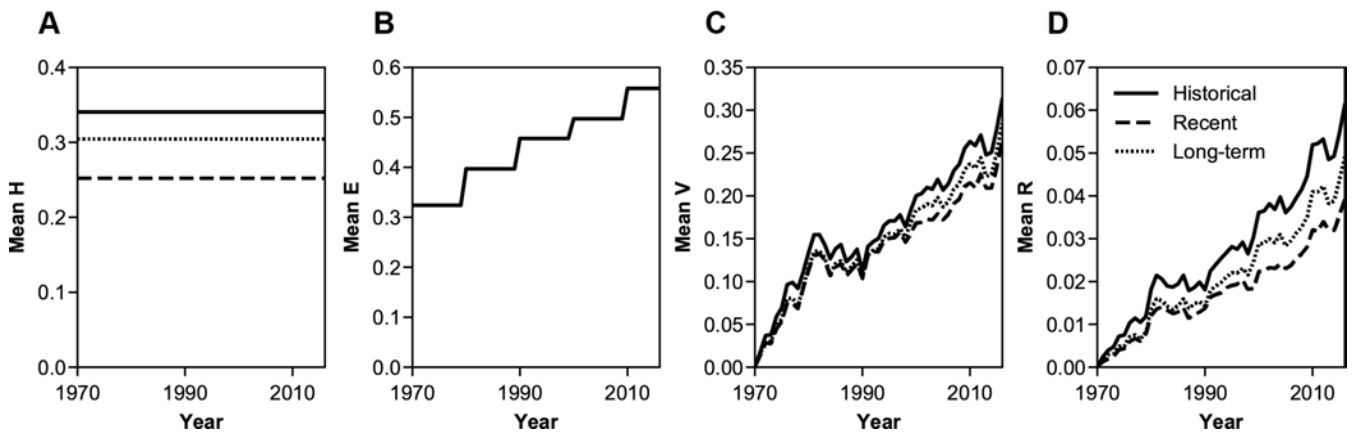 A
B
C
D
0.4
0.3
0.2
0.1
0.0
Mean H
1970
1990
2010
Year
0.6
0.5
0.4
0.3
0.2
0.1
0.0
Mean E
1970
1990
2010
Year
0.35
0.30
0.25
0.20
0.15
0.10
0.05
0.00
Mean V
1970
1990
2010
Year
0.07
0.06
0.05
0.04
0.03
0.02
0.01
0.00
Mean R
Historical
Recent
Long-term
1970
1990
2010
Year